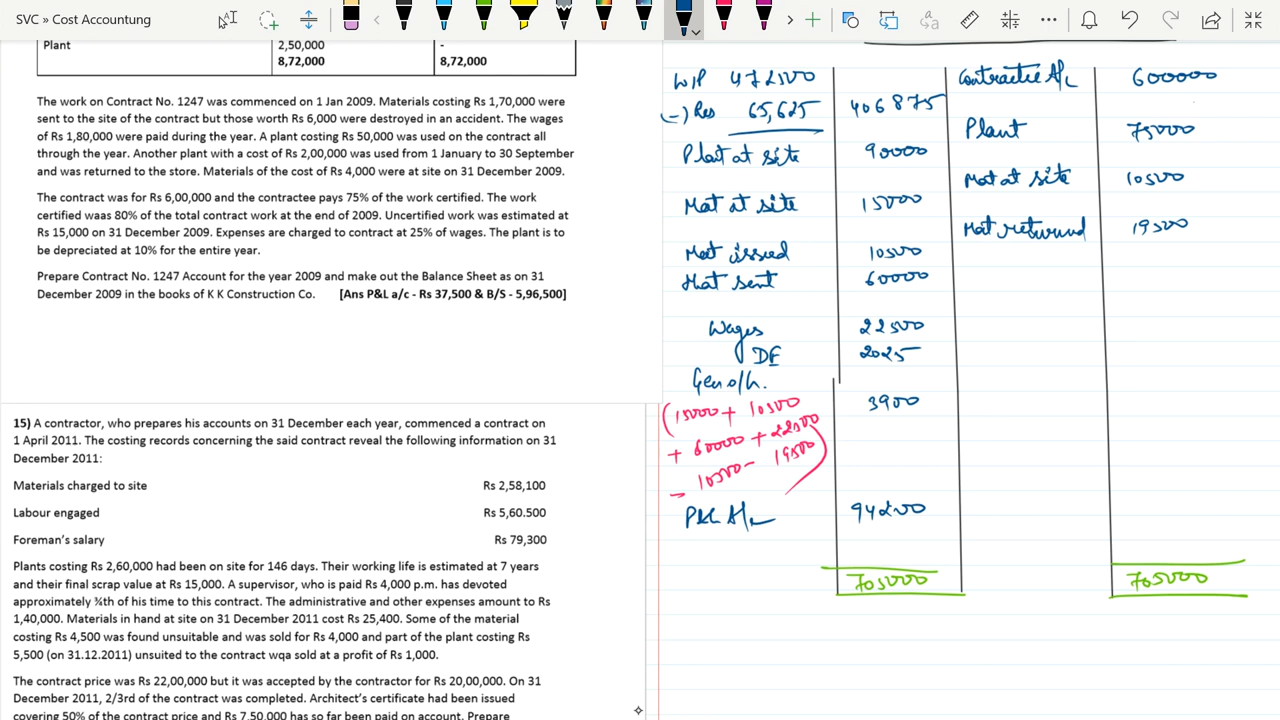 SVC » Cost Accountung
Plant 2,50,000 -
8,72,000 8,72,000
The work on Contract No. 1247 was commenced on 1 Jan 2009. Materials costing Rs 1,70,000 were
sent to the site of the contract but those worth Rs 6,000 were destroyed in an accident. The wages
of Rs 1,80,000 were paid during the year. A plant costing Rs 50,000 was used on the contract all
through the year. Another plant with a cost of Rs 2,00,000 was used from 1 January to 30 September
and was returned to the store. Materials of the cost of Rs 4,000 were at site on 31 December 2009.
The contract was for Rs 6,00,000 and the contractee pays 75% of the work certified. The work
certified waas 80% of the total contract work at the end of 2009. Uncertified work was estimated at
Rs 15,000 on 31 December 2009. Expenses are charged to contract at 25% of wages. The plant is to
be depreciated at 10% for the entire year.
Prepare Contract No. 1247 Account for the year 2009 and make out the Balance Sheet as on 31
December 2009 in the books of K K Construction Co. [Ans P&L a/c - Rs 37,500 & B/S - 5,96,500]
15) A contractor, who prepares his accounts on 31 December each year, commenced a contract on
1 April 2011. The costing records concerning the said contract reveal the following information on 31
December 2011:
Materials charged to site Rs 2,58,100
Labour engaged Rs 5,60.500
Foreman's salary Rs 79,300
Plants costing Rs 2,60,000 had been on site for 146 days. Their working life is estimated at 7 years
and their final scrap value at Rs 15,000. A supervisor, who is paid Rs 4,000 p.m. has devoted
approximately ¾th of his time to this contract. The administrative and other expenses amount to Rs
1,40,000. Materials in hand at site on 31 December 2011 cost Rs 25,400. Some of the material
costing Rs 4,500 was found unsuitable and was sold for Rs 4,000 and part of the plant costing Rs
5,500 (on 31.12.2011) unsuited to the contract wqa sold at a profit of Rs 1,000.
The contract price was Rs 22,00,000 but it was accepted by the contractor for Rs 20,00,000. On 31
December 2011, 2/3rd of the contract was completed. Architect's certificate had been issued
covering 50% of the contract price and Rs 7,50,000 has so far been paid on account. Prepare
WIP 472500 Contractee A/c 600000
(-) Res 65,625 406875
Plant 75000
Plant at site 90000
Mat at site 10500
Mat at site 15000
Mat returned 19500
Mat issued 10500
Mat sent 60000
Wages 22500
DE 2025
Gen o/h. 3900
(15000 + 10500
+ 60000 + 22500
- 10500 - 19500)
P&L A/c 94200
705000 705000